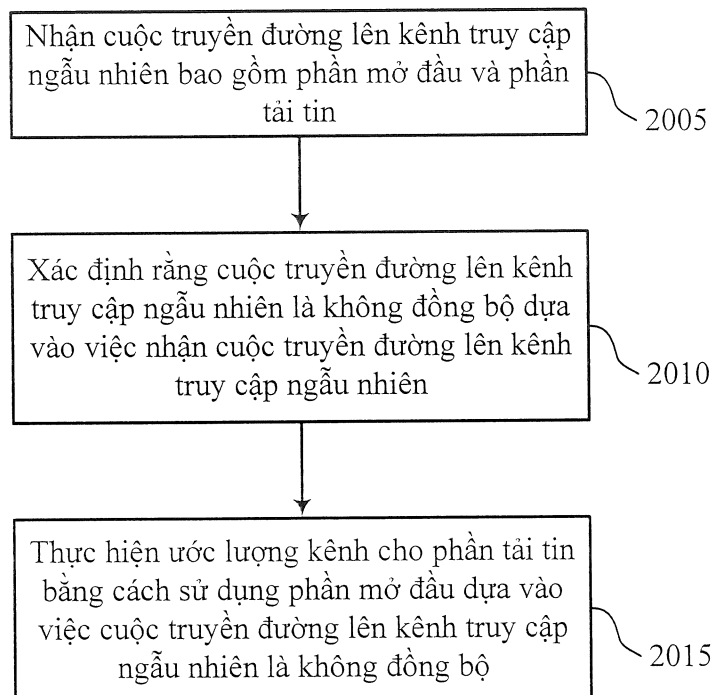 Nhận cuộc truyền đường lên kênh truy cập
ngẫu nhiên bao gồm phần mở đầu và phần
tải tin
2005
Xác định rằng cuộc truyền đường lên kênh
truy cập ngẫu nhiên là không đồng bộ dựa
vào việc nhận cuộc truyền đường lên kênh
truy cập ngẫu nhiên
2010
Thực hiện ước lượng kênh cho phần tải tin
bằng cách sử dụng phần mở đầu dựa vào
việc cuộc truyền đường lên kênh truy cập
ngẫu nhiên là không đồng bộ
2015